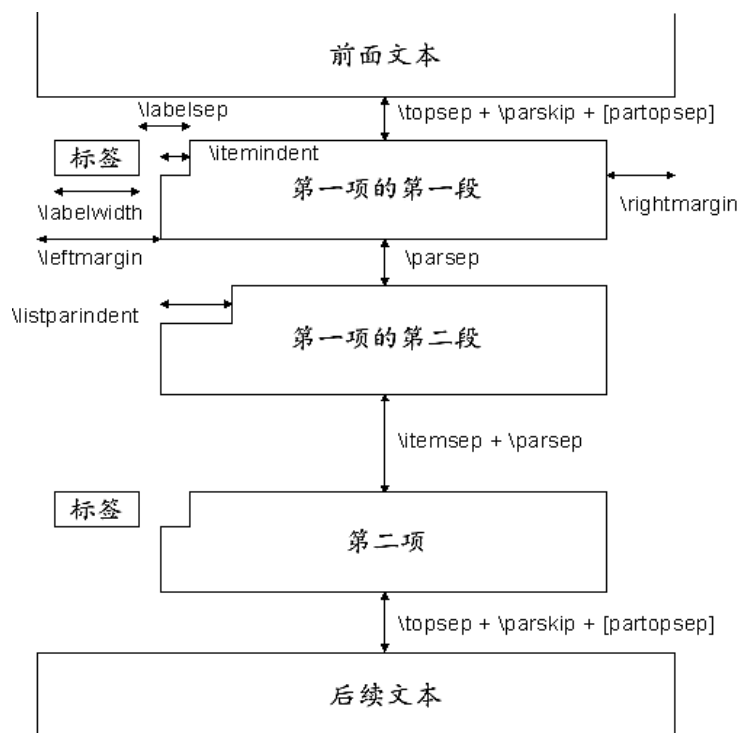 前面文本
\labelsep
\topsep + \parskip + [partopsep]
标签
\itemindent
第一项的第一段
\labelwidth
\rightmargin
\leftmargin
\parsep
\listparindent
第一项的第二段
\itemsep + \parsep
标签
第二项
\topsep + \parskip + [partopsep]
后续文本